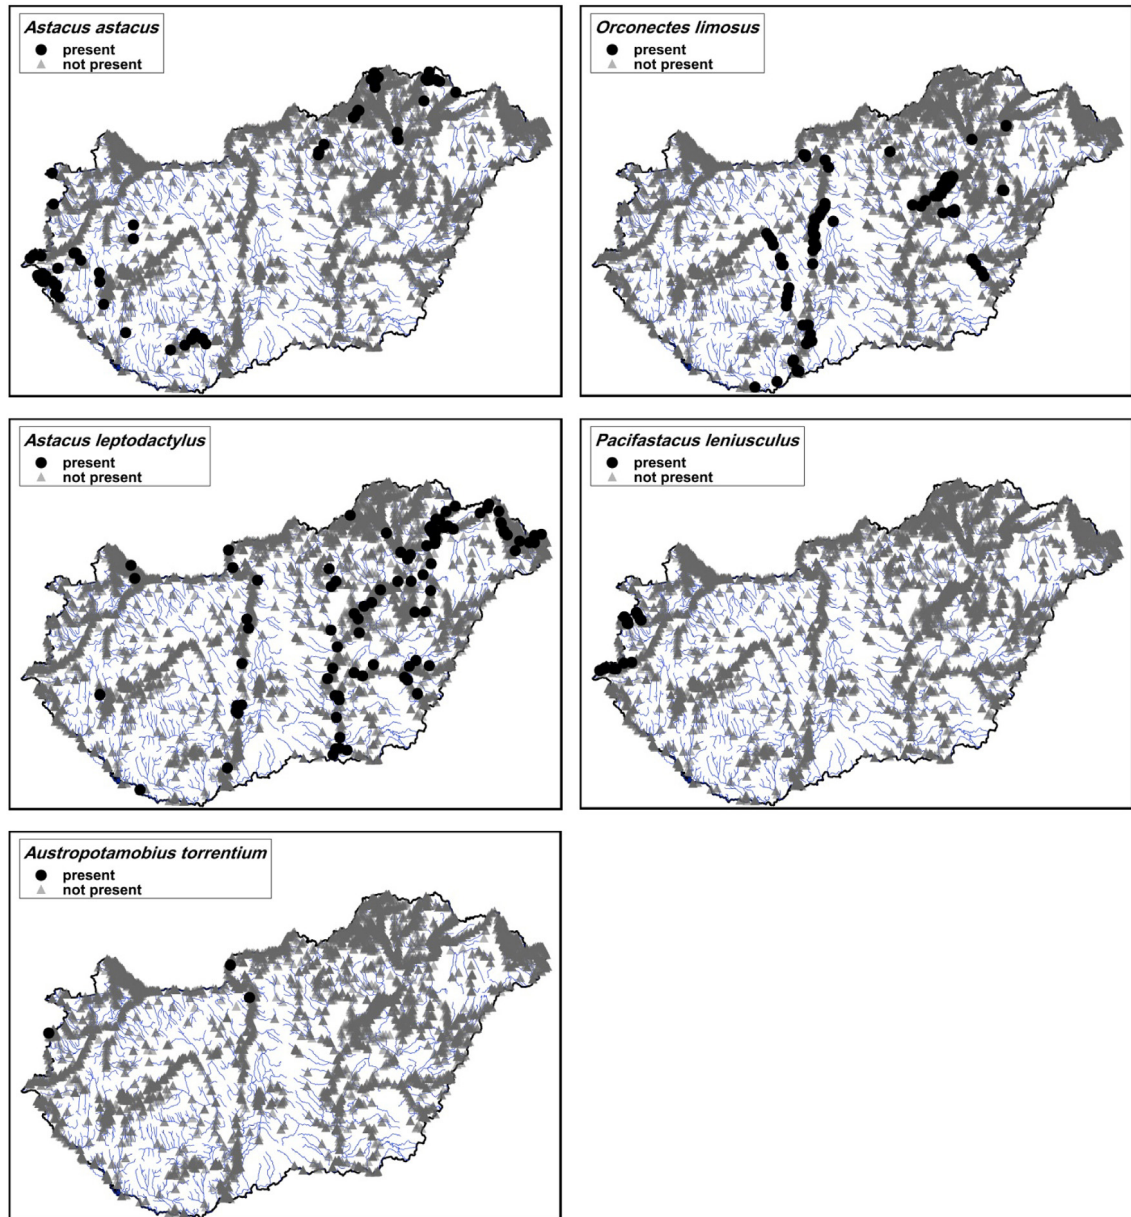 Astacus astacus
present
not present
Orconectes limosus
present
not present
Astacus leptodactylus
present
not present
Pacifastacus leniusculus
present
not present
Austropotamobius torrentium
present
not present